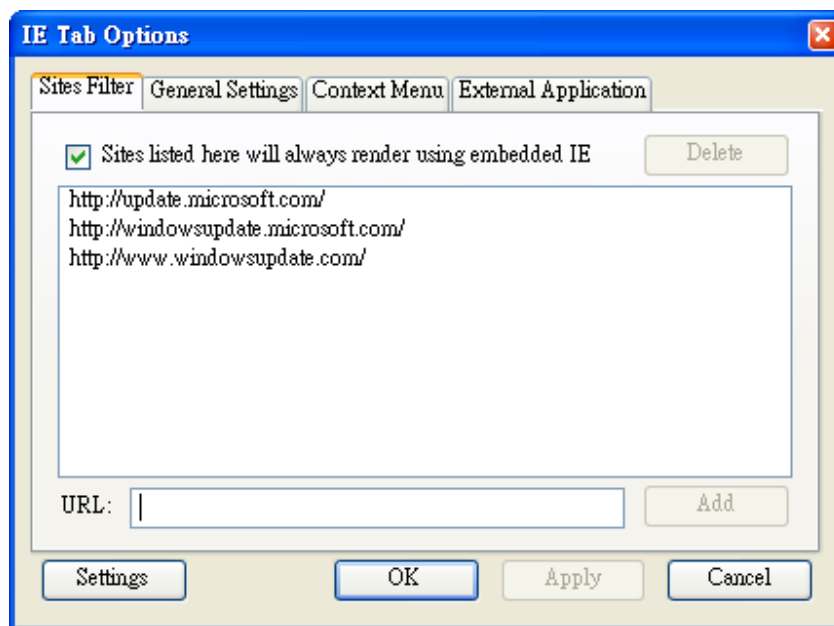 IE Tab Options
Sites Filter General Settings Context Menu External Application
Sites listed here will always render using embedded IE Delete
http://update.microsoft.com/
http://windowsupdate.microsoft.com/
http://www.windowsupdate.com/
URL: Add
Settings OK Apply Cancel